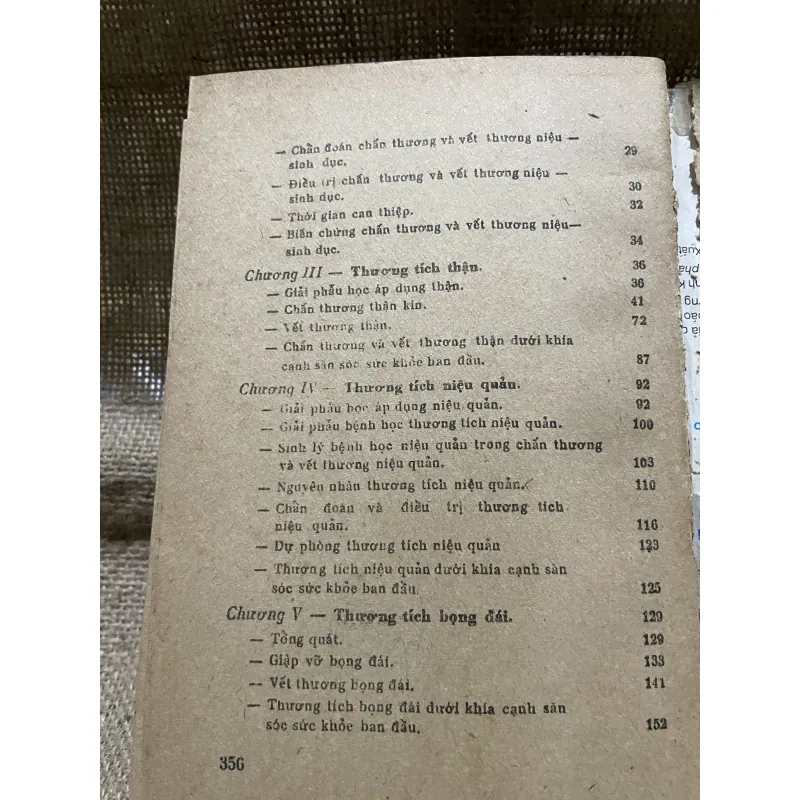 — Chẩn đoán chấn thương và vết thương niệu —
sinh dục. 29
— Điều trị chấn thương và vết thương niệu —
sinh dục. 30
— Thời gian can thiệp. 32
— Biến chứng chấn thương và vết thương niệu—
sinh dục. 34
Chương III — Thương tích thận. 36
— Giải phẫu học áp dụng thận. 36
— Chấn thương thận kín. 41
— Vết thương thận. 72
— Chấn thương và vết thương thận dưới khía
cạnh săn sóc sức khỏe ban đầu. 87
Chương IV — Thương tích niệu quản. 92
— Giải phẫu học áp dụng niệu quản. 92
— Giải phẫu bệnh học thương tích niệu quản. 100
— Sinh lý bệnh học niệu quản trong chấn thương
và vết thương niệu quản. 103
— Nguyên nhân thương tích niệu quản. 110
— Chẩn đoán và điều trị thương tích
niệu quản. 116
— Dự phòng thương tích niệu quản 123
— Thương tích niệu quản dưới khía cạnh săn
sóc sức khỏe ban đầu. 125
Chương V — Thương tích bọng đái. 129
— Tổng quát. 129
— Giập vỡ bọng đái. 133
— Vết thương bọng đái. 141
— Thương tích bọng đái dưới khía cạnh săn
sóc sức khỏe ban đầu. 152
356